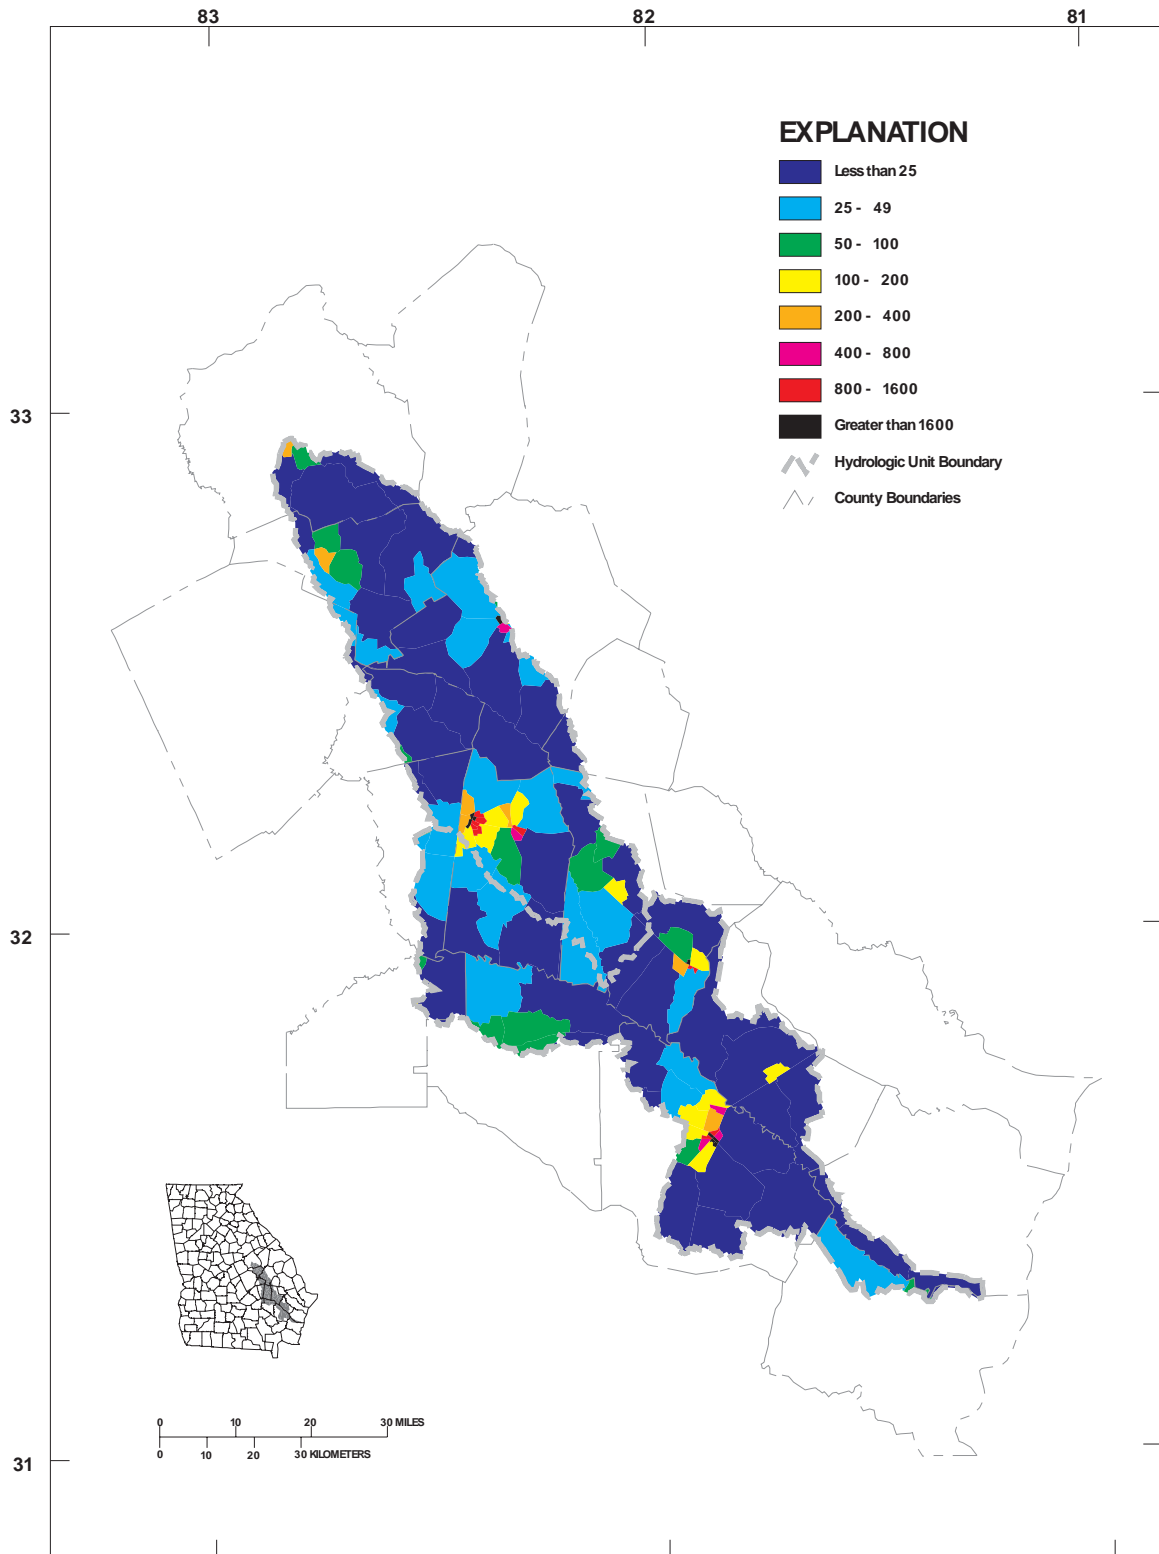 83 82 81
EXPLANATION
Less than 25
25 - 49
50 - 100
100 - 200
200 - 400
400 - 800
800 - 1600
33
Greater than 1600
Hydrologic Unit Boundary
County Boundaries
32
0 10 20 30 MILES
0 10 20 30 KILOMETERS
31